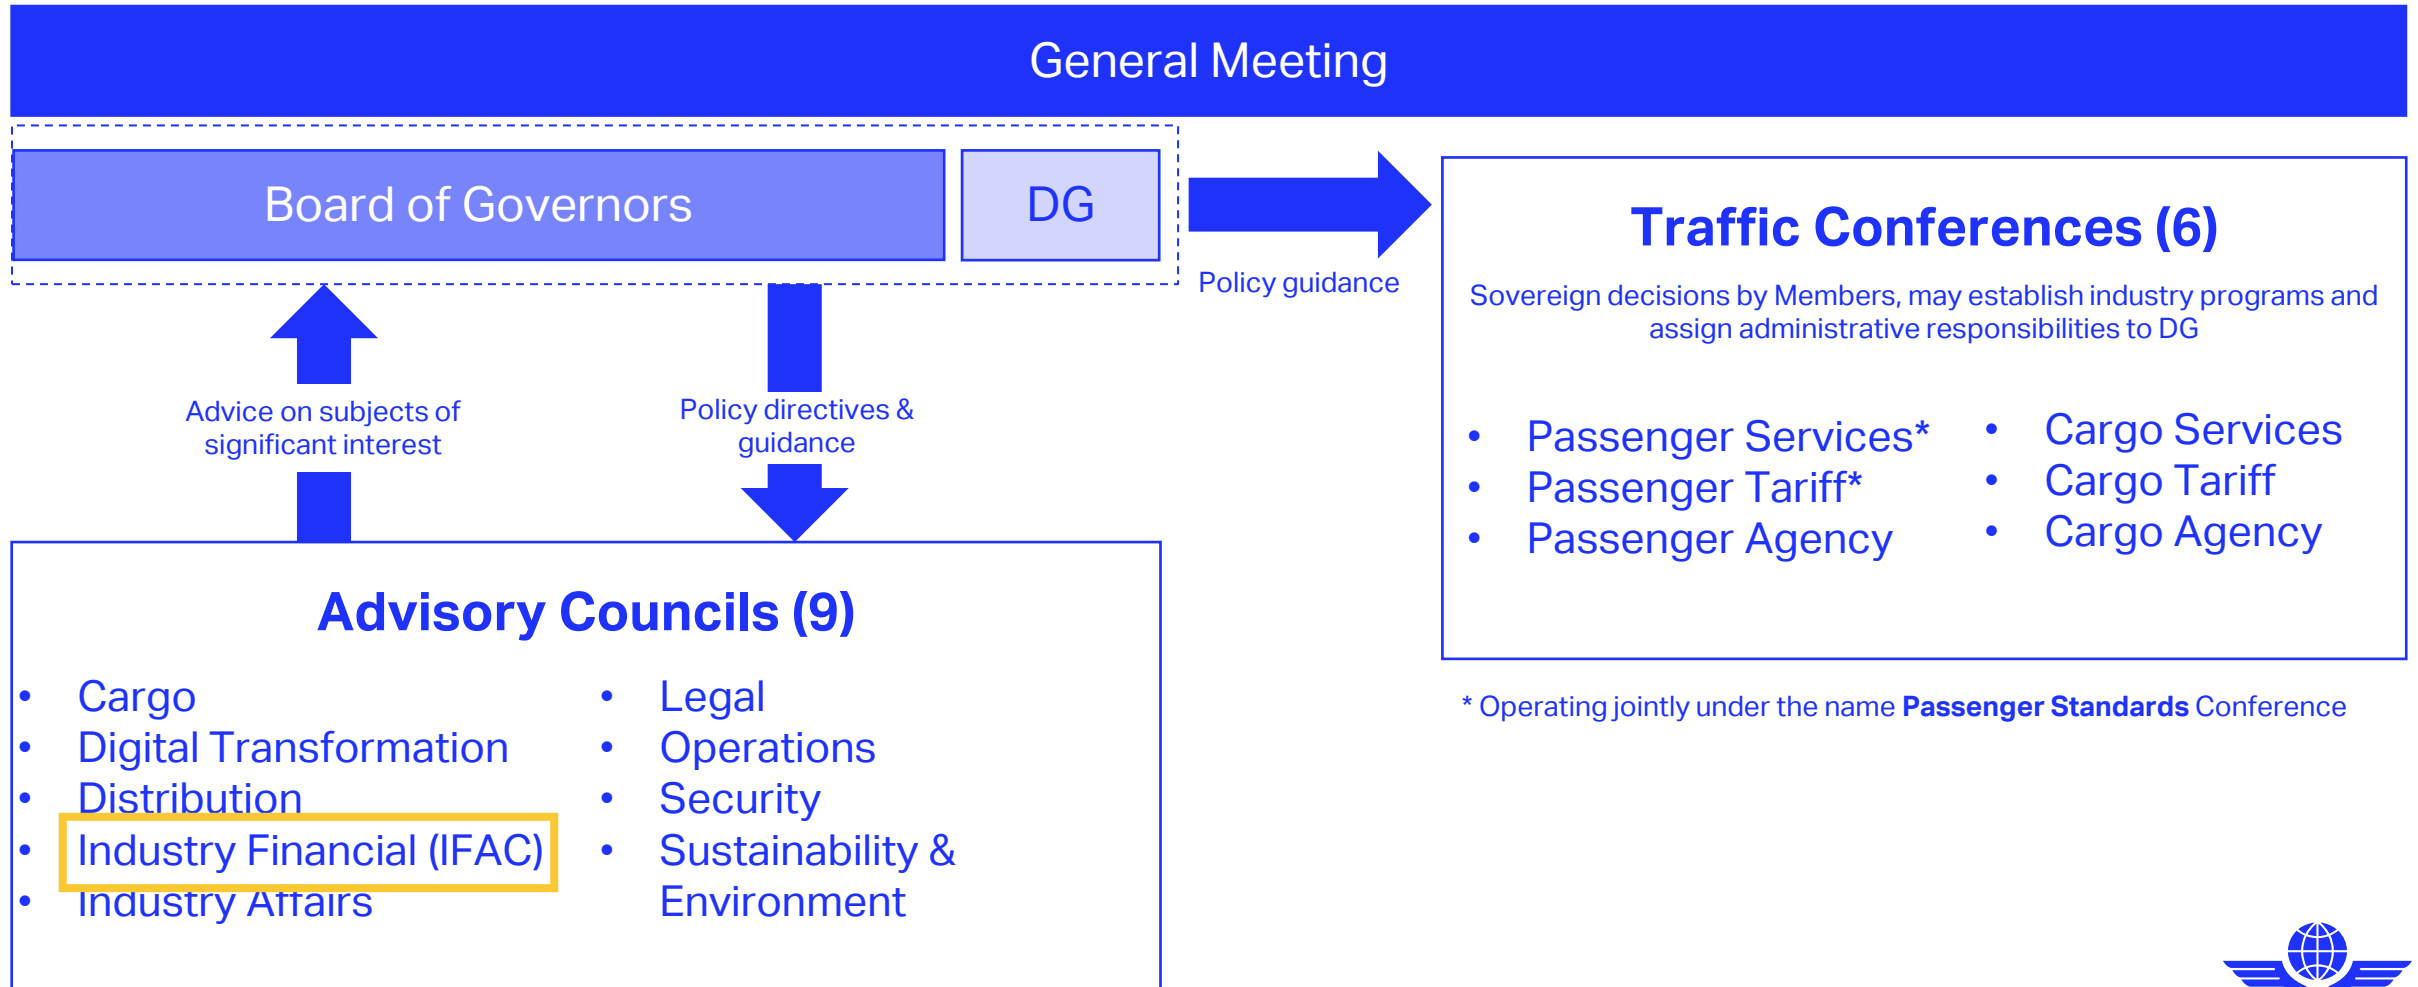 General Meeting
Board of Governors
DG
Policy guidance
Advice on subjects of
significant interest
Policy directives &
guidance
Traffic Conferences (6)
Sovereign decisions by Members, may establish industry programs and
assign administrative responsibilities to DG
• Passenger Services*
• Passenger Tariff*
• Passenger Agency
• Cargo Services
• Cargo Tariff
• Cargo Agency
* Operating jointly under the name Passenger Standards Conference
Advisory Councils (9)
• Cargo
• Digital Transformation
• Distribution
• Industry Financial (IFAC)
• Industry Affairs
• Legal
• Operations
• Security
• Sustainability &
Environment